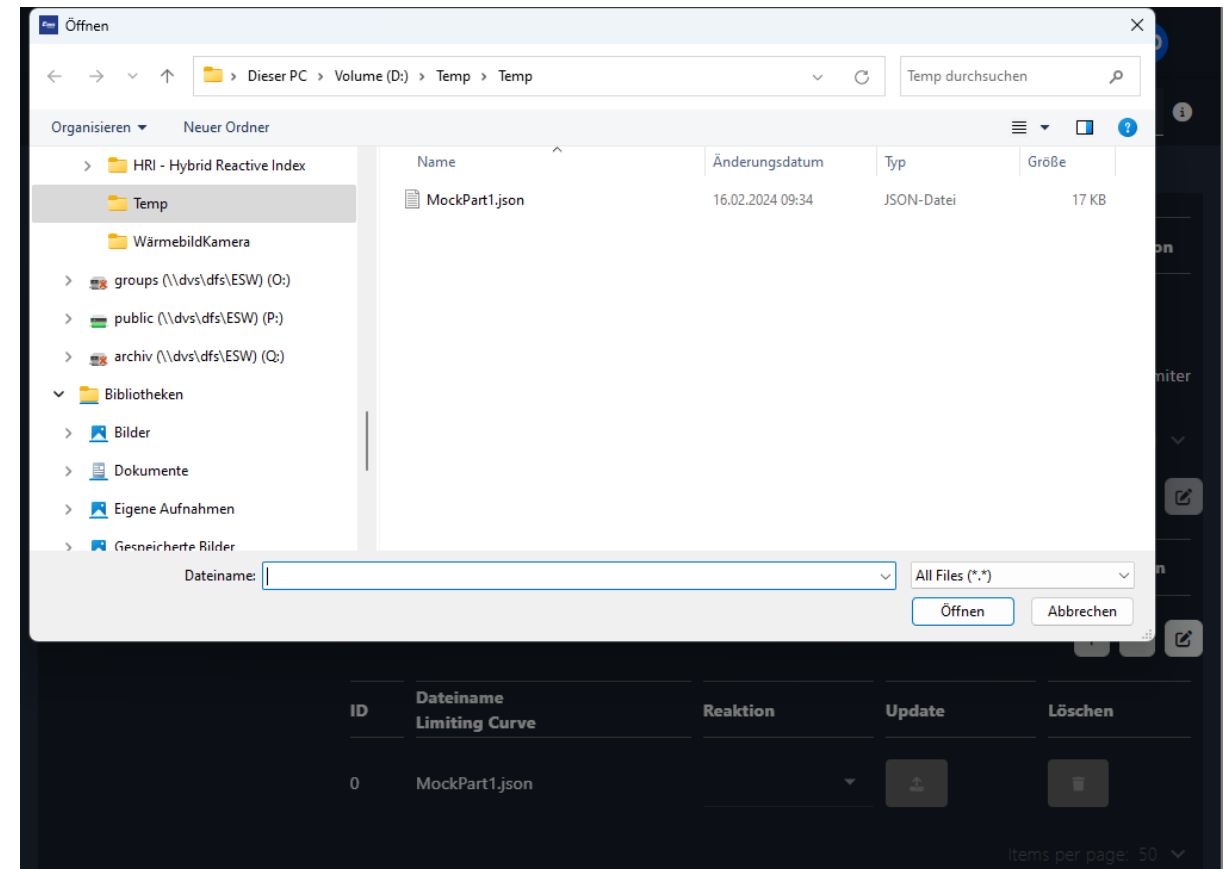 Öffnen
Dieser PC > Volume (D:) > Temp > Temp
Temp durchsuchen
Organisieren
Neuer Ordner
HRI - Hybrid Reactive Index
Temp
WärmebildKamera
groups (\\dvs\dfs\ESW) (O:)
public (\\dvs\dfs\ESW) (P:)
archiv (\\dvs\dfs\ESW) (Q:)
Bibliotheken
Bilder
Dokumente
Eigene Aufnahmen
Gespeicherte Bilder
Name Änderungsdatum Typ Größe
MockPart1.json 16.02.2024 09:34 JSON-Datei 17 KB
on
miter
n
Dateiname:
All Files (*.*)
Öffnen Abbrechen
ID Dateiname Reaktion Update Löschen
Limiting Curve
0 MockPart1.json
Items per page: 50